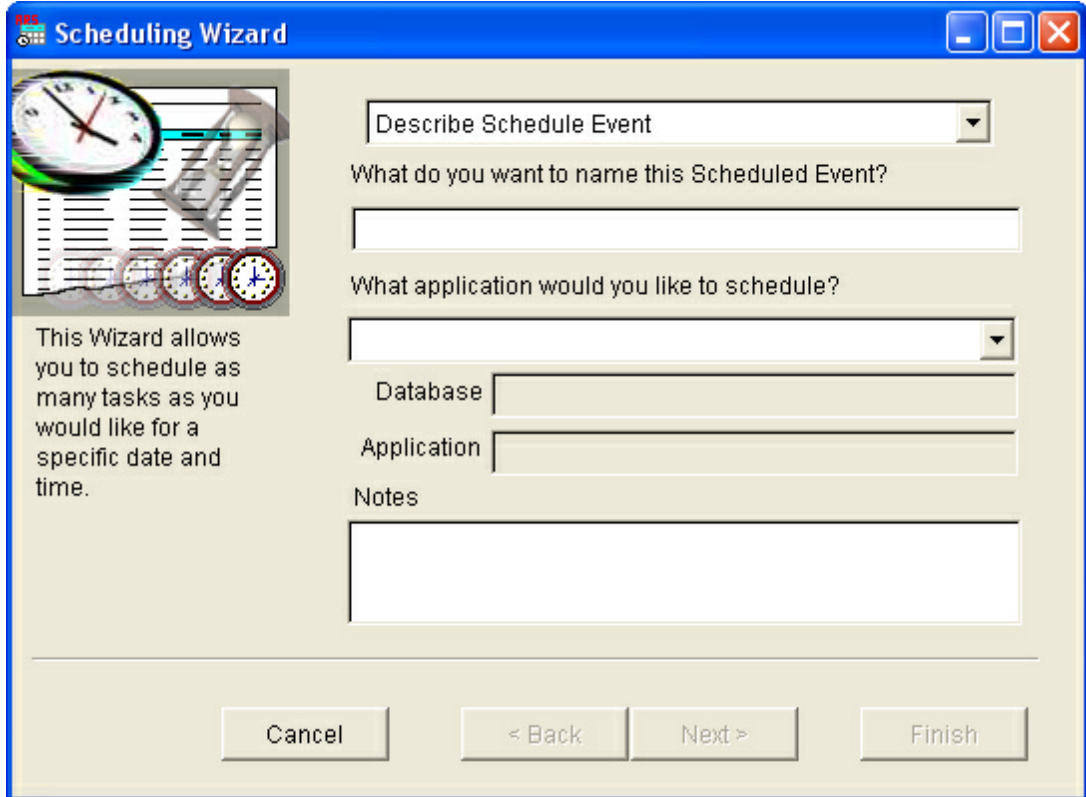 Scheduling Wizard
Describe Schedule Event
What do you want to name this Scheduled Event?
What application would you like to schedule?
This Wizard allows
you to schedule as
many tasks as you
would like for a
specific date and
time.
Database
Application
Notes
Cancel
< Back
Next >
Finish